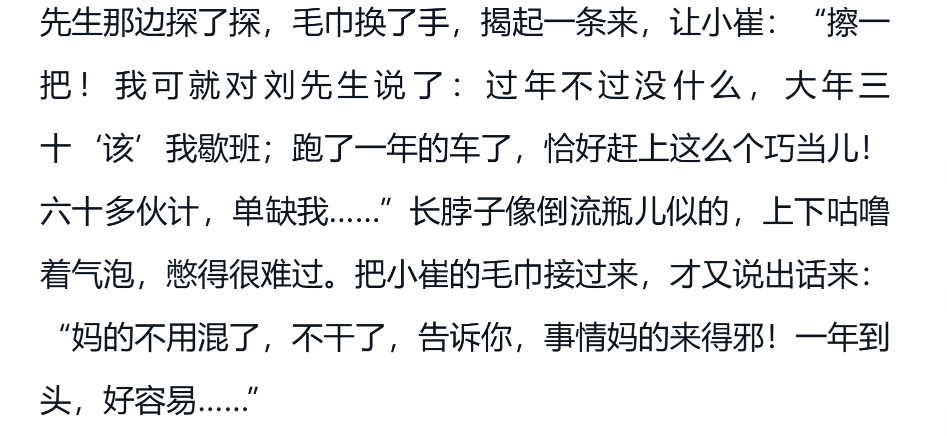 先生那边探了探，毛巾换了手，揭起一条来，让小崔：“擦一
把！我可就对刘先生说了：过年不过没什么，大年三
十‘该’我歇班；跑了一年的车了，恰好赶上这么个巧当儿！
六十多伙计，单缺我……”长脖子像倒流瓶儿似的，上下咕噜
着气泡，憋得很难过。把小崔的毛巾接过来，才又说出话来：
“妈的不用混了，不干了，告诉你，事情妈的来得邪！一年到
头，好容易……”